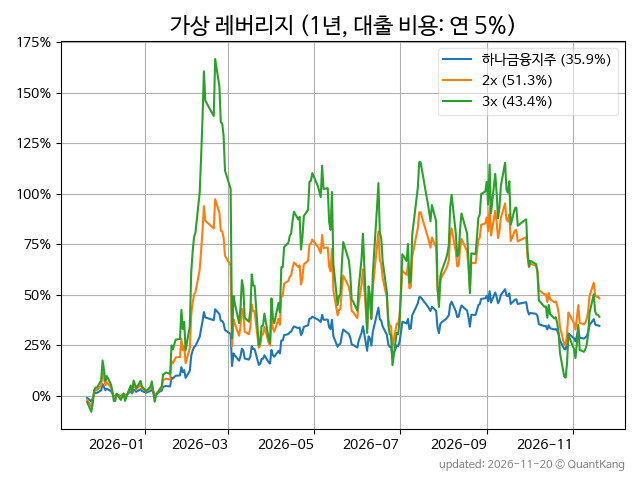 가상 레버리지 (1년, 대출 비용: 연 5%)
175%
150%
125%
100%
75%
50%
25%
0%
하나금융지주 (35.9%)
2x (51.3%)
3x (43.4%)
2026-01
2026-03
2026-05
2026-07
2026-09
2026-11
updated: 2026-11-20 © QuantKang